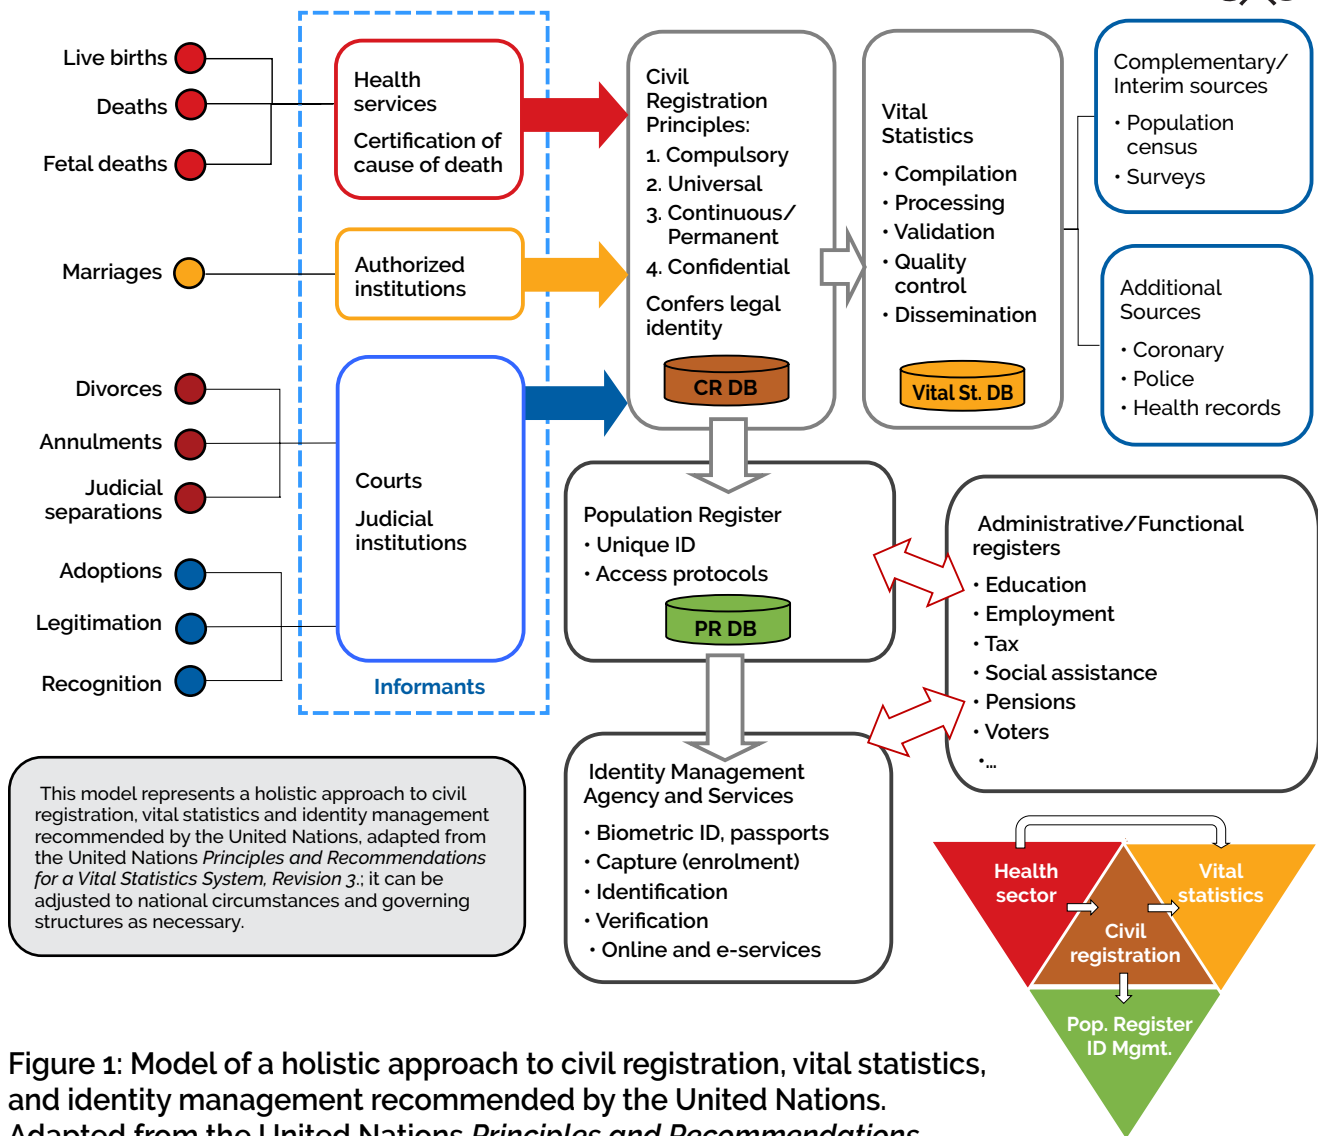 Live births
Deaths
Fetal deaths
Marriages
Divorces
Annulments
Judicial
separations
Adoptions
Legitimation
Recognition
Health
services
Certification of
cause of death
Authorized
institutions
Courts
Judicial
institutions
Informants
Civil
Registration
Principles:
1. Compulsory
2. Universal
3. Continuous/
Permanent
4. Confidential
Confers legal
identity
CR DB
Vital
Statistics
• Compilation
• Processing
• Validation
• Quality
control
• Dissemination
Vital St. DB
Complementary/
Interim sources
• Population
census
• Surveys
Additional
Sources
• Coronary
• Police
• Health records
Population Register
• Unique ID
• Access protocols
PR DB
Administrative/Functional
registers
• Education
• Employment
• Tax
• Social assistance
• Pensions
• Voters
•...
Identity Management
Agency and Services
• Biometric ID, passports
• Capture (enrolment)
• Identification
• Verification
• Online and e-services
This model represents a holistic approach to civil
registration, vital statistics and identity management
recommended by the United Nations, adapted from
the United Nations Principles and Recommendations
for a Vital Statistics System, Revision 3.; it can be
adjusted to national circumstances and governing
structures as necessary.
Health
sector
Vital
statistics
Civil
registration
Pop. Register
ID Mgmt.
Figure 1: Model of a holistic approach to civil registration, vital statistics,
and identity management recommended by the United Nations.
Adapted from the United Nations Principles and Recommendations